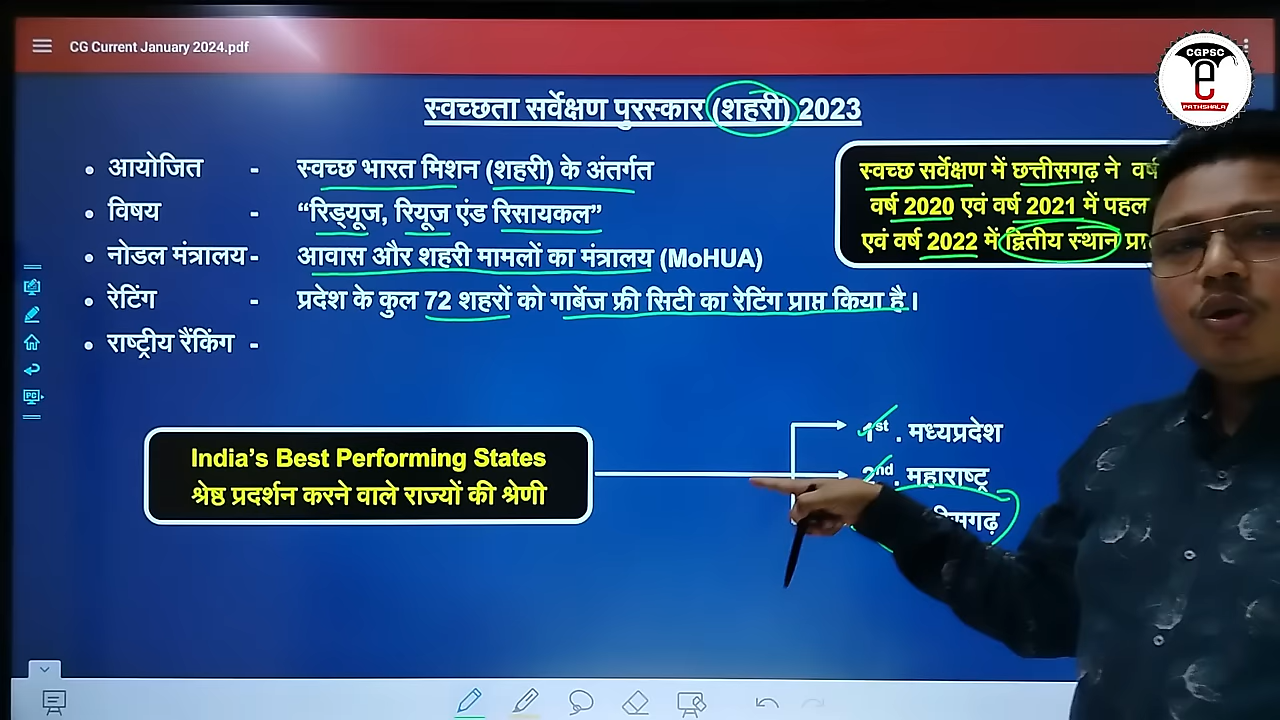 CG Current January 2024.pdf
CGPSC
e
PATHSHALA
स्वच्छता सर्वेक्षण पुरस्कार (शहरी) 2023
• आयोजित - स्वच्छ भारत मिशन (शहरी) के अंतर्गत
• विषय - “रिड्यूज, रियूज एंड रिसायकल”
• नोडल मंत्रालय - आवास और शहरी मामलों का मंत्रालय (MoHUA)
• रेटिंग - प्रदेश के कुल 72 शहरों को गार्बेज फ्री सिटी का रेटिंग प्राप्त किया है।
• राष्ट्रीय रैंकिंग -
स्वच्छ सर्वेक्षण में छत्तीसगढ़ ने
वर्ष 2020 एवं वर्ष 2021 में
एवं वर्ष 2022 में द्वितीय स्थान
India’s Best Performing States
श्रेष्ठ प्रदर्शन करने वाले राज्यों की श्रेणी
1st . मध्यप्रदेश
2nd . महाराष्ट्र
PC